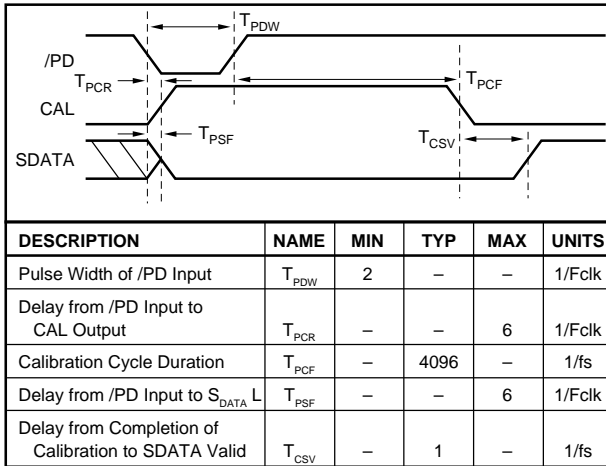 T_PDW
/PD
T_PCR
T_PCF
CAL
T_PSF
T_CSV
SDATA
DESCRIPTION NAME MIN TYP MAX UNITS
Pulse Width of /PD Input T_PDW 2 – – 1/Fclk
Delay from /PD Input to
CAL Output T_PCR – – 6 1/Fclk
Calibration Cycle Duration T_PCF – 4096 – 1/fs
Delay from /PD Input to S_DATA L T_PSF – – 6 1/Fclk
Delay from Completion of
Calibration to SDATA Valid T_CSV – 1 – 1/fs